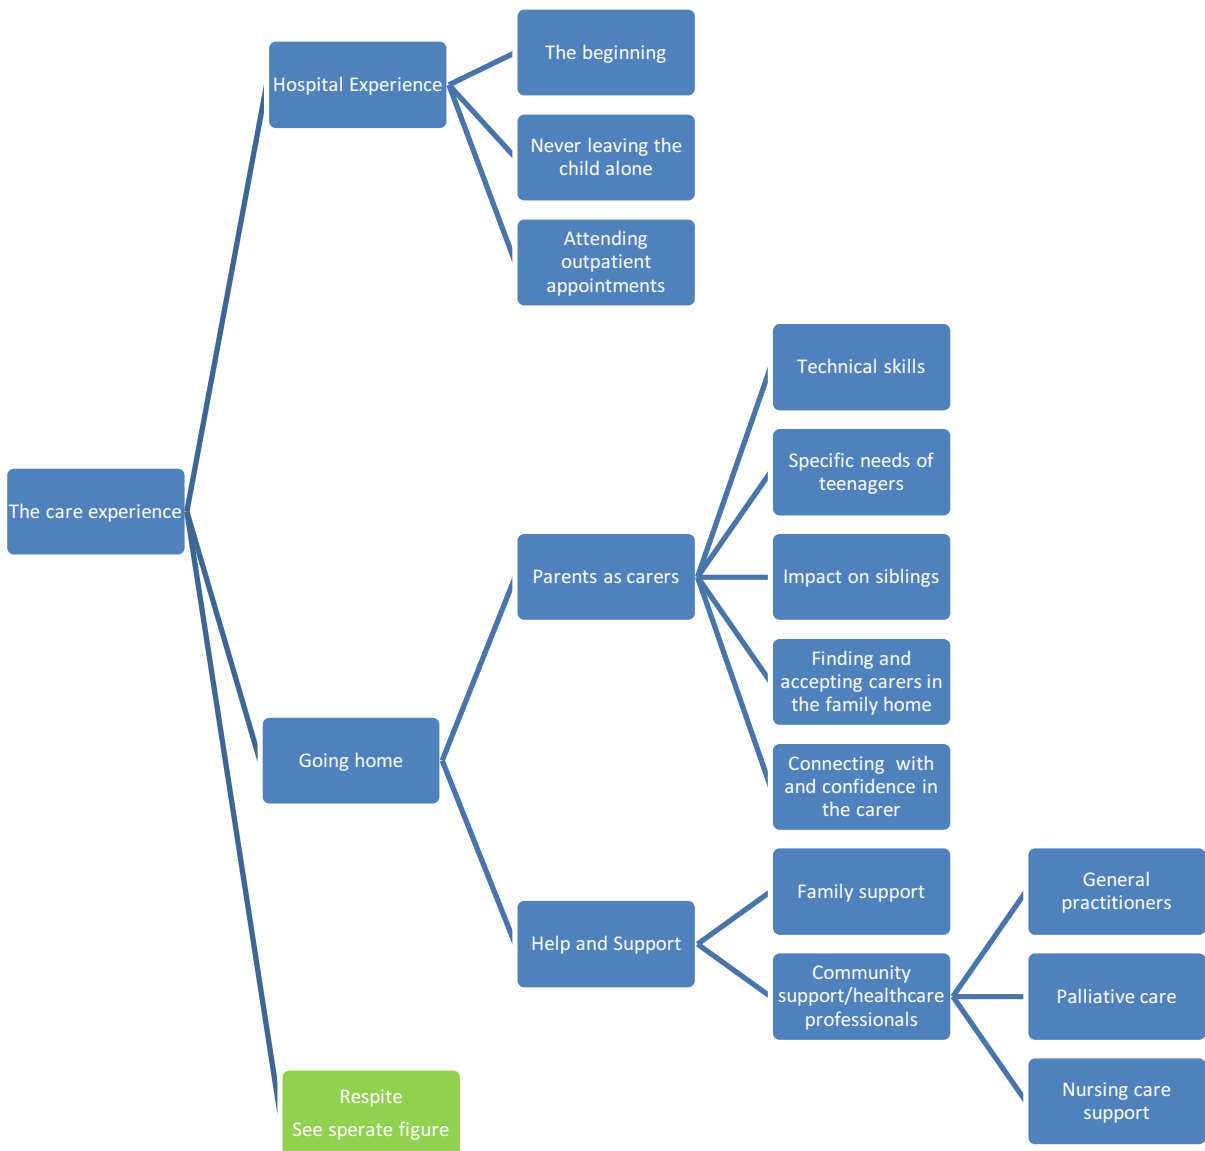 The beginning
Hospital Experience
Never leaving the
child alone
Attending
outpatient
appointments
Technical skills
Specific needs of
teenagers
The care experience
Parents as carers
Impact on siblings
Finding and
accepting carers in
the family home
Going home
Connecting with
and confidence in
the carer
Family support
General
practitioners
Help and Support
Community
support/healthcare
professionals
Palliative care
Nursing care
support
Respite
See sperate figure